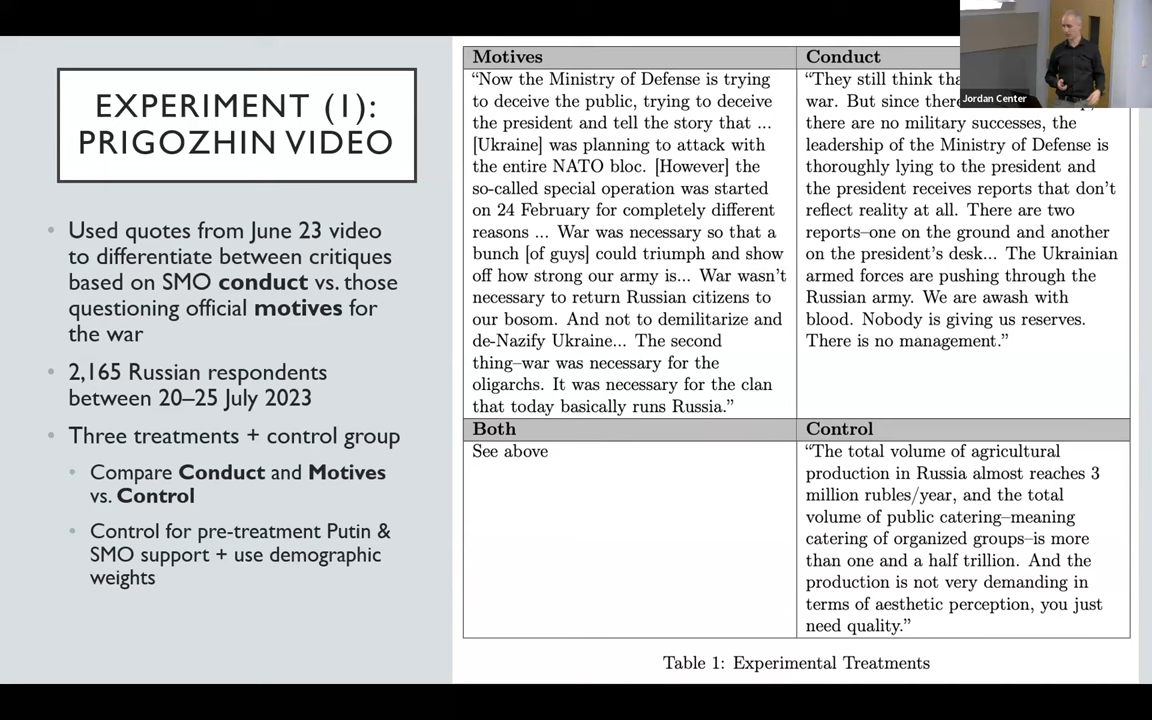 EXPERIMENT (1):
PRIGOZHIN VIDEO
• Used quotes from June 23 video
to differentiate between critiques
based on SMO conduct vs. those
questioning official motives for
the war
• 2,165 Russian respondents
between 20–25 July 2023
• Three treatments + control group
• Compare Conduct and Motives
vs. Control
• Control for pre-treatment Putin &
SMO support + use demographic
weights
Motives
“Now the Ministry of Defense is trying
to deceive the public, trying to deceive
the president and tell the story that ...
[Ukraine] was planning to attack with
the entire NATO bloc. [However] the
so-called special operation was started
on 24 February for completely different
reasons ... War was necessary so that a
bunch [of guys] could triumph and show
off how strong our army is... War wasn’t
necessary to return Russian citizens to
our bosom. And not to demilitarize and
de-Nazify Ukraine... The second
thing–war was necessary for the
oligarchs. It was necessary for the clan
that today basically runs Russia.”
Conduct
“They still think
war. But since
there are no military successes, the
leadership of the Ministry of Defense is
thoroughly lying to the president and
the president receives reports that don’t
reflect reality at all. There are two
reports–one on the ground and another
on the president’s desk... The Ukrainian
armed forces are pushing through the
Russian army. We are awash with
blood. Nobody is giving us reserves.
There is no management.”
Both
See above
Control
“The total volume of agricultural
production in Russia almost reaches 3
million rubles/year, and the total
volume of public catering–meaning
catering of organized groups–is more
than one and a half trillion. And the
production is not very demanding in
terms of aesthetic perception, you just
need quality.”
Table 1: Experimental Treatments
Jordan Center